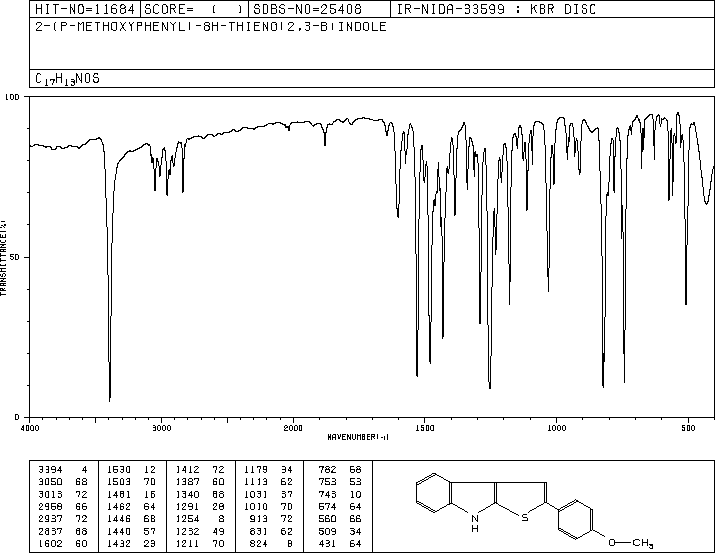 HIT-NO=11684 SCORE= ( ) SDBS-NO=25408 IR-NIDA-33599 : KBR DISC
2-(P-METHOXYPHENYL)-8H-THIENO(2,3-B)INDOLE
C17H13NOS
100
50
0
TRANSMITTANCE(%)
4000 3000 2000 1500 1000 500
WAVENUMBER(-1)
3394 4 1530 12 1412 72 1179 34 782 68
3050 68 1503 70 1387 60 1113 62 753 53
3013 72 1481 16 1340 68 1031 37 743 10
2958 66 1462 64 1291 28 1010 70 674 64
2937 72 1446 68 1254 8 913 72 560 66
2837 68 1440 57 1232 49 831 62 509 34
1602 60 1432 23 1211 70 824 8 431 64
N
H
S
O
CH3